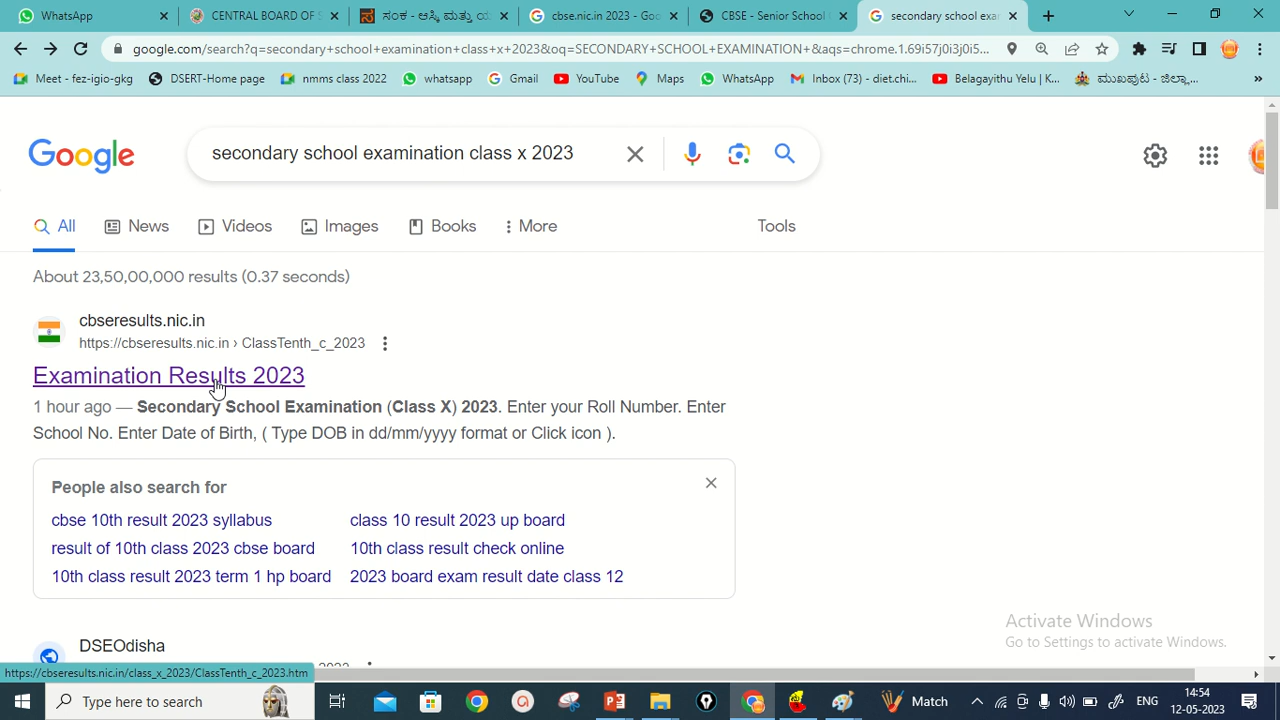 WhatsApp
CENTRAL BOARD OF S
ಸಂಕ - ಆಸ್ಕಿ ಮತ್ತು ಯ
cbse.nic.in 2023 - Goo
CBSE - Senior School C
secondary school exam
google.com/search?q=secondary+school+examination+class+x+2023&oq=SECONDARY+SCHOOL+EXAMINATION+&aqs=chrome.1.69i57j0i3j0i5...
Meet - fez-igio-gkg
DSERT-Home page
nmms class 2022
whatsapp
Gmail
YouTube
Maps
WhatsApp
Inbox (73) - diet.chi...
Belagayithu Yelu | K...
ಮುಖಪುಟ - ಜಿಲ್ಲಾ...
»
Google
secondary school examination class x 2023
All
News
Videos
Images
Books
More
Tools
About 23,50,00,000 results (0.37 seconds)
cbseresults.nic.in
https://cbseresults.nic.in › ClassTenth_c_2023
Examination Results 2023
1 hour ago — Secondary School Examination (Class X) 2023. Enter your Roll Number. Enter
School No. Enter Date of Birth, ( Type DOB in dd/mm/yyyy format or Click icon ).
People also search for
cbse 10th result 2023 syllabus
class 10 result 2023 up board
result of 10th class 2023 cbse board
10th class result check online
10th class result 2023 term 1 hp board
2023 board exam result date class 12
Activate Windows
Go to Settings to activate Windows.
DSEOdisha
https://cbseresults.nic.in/class_x_2023/ClassTenth_c_2023.htm
Type here to search
Match
ENG
14:54
12-05-2023